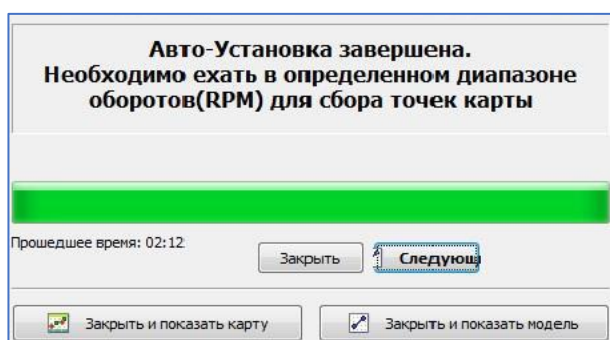 Авто-Установка завершена.
Необходимо ехать в определенном диапазоне
оборотов(RPM) для сбора точек карты
Прошедшее время: 02:12
Закрыть
Следующ
Закрыть и показать карту
Закрыть и показать модель